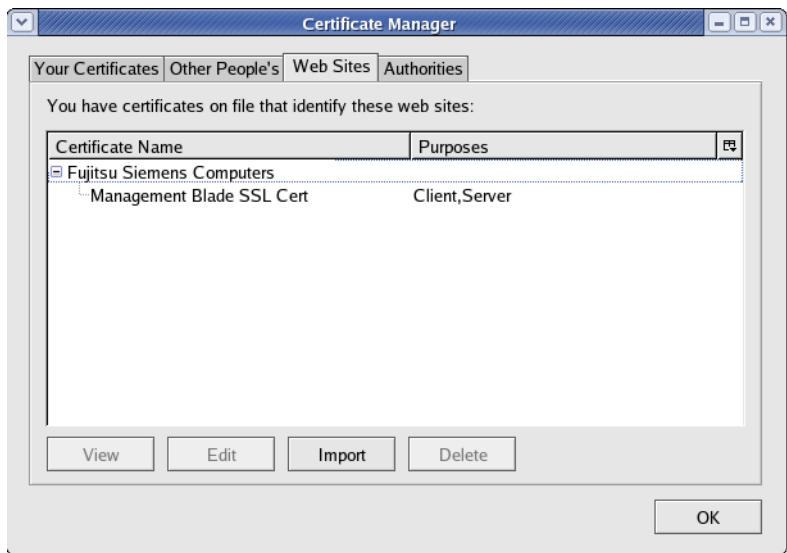 Certificate Manager
Your Certificates Other People's Web Sites Authorities
You have certificates on file that identify these web sites:
Certificate Name Purposes
Fujitsu Siemens Computers
Management Blade SSL Cert Client,Server
View Edit Import Delete
OK